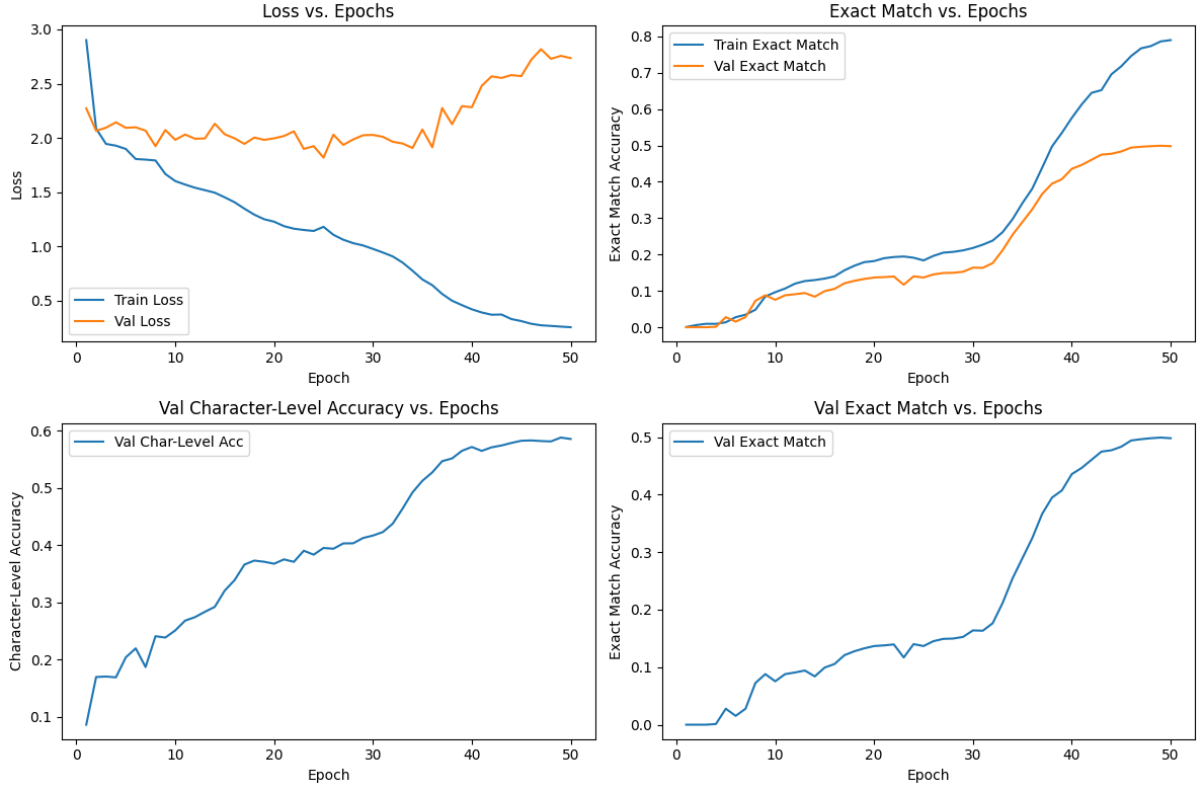 Loss vs. Epochs
3.0
2.5
2.0
1.5
1.0
0.5
Loss
Train Loss
Val Loss
0 10 20 30 40 50
Epoch
Exact Match vs. Epochs
0.8
0.7
0.6
0.5
0.4
0.3
0.2
0.1
0.0
Exact Match Accuracy
Train Exact Match
Val Exact Match
0 10 20 30 40 50
Epoch
Val Character-Level Accuracy vs. Epochs
0.6
0.5
0.4
0.3
0.2
0.1
Character-Level Accuracy
Val Char-Level Acc
0 10 20 30 40 50
Epoch
Val Exact Match vs. Epochs
0.5
0.4
0.3
0.2
0.1
0.0
Exact Match Accuracy
Val Exact Match
0 10 20 30 40 50
Epoch